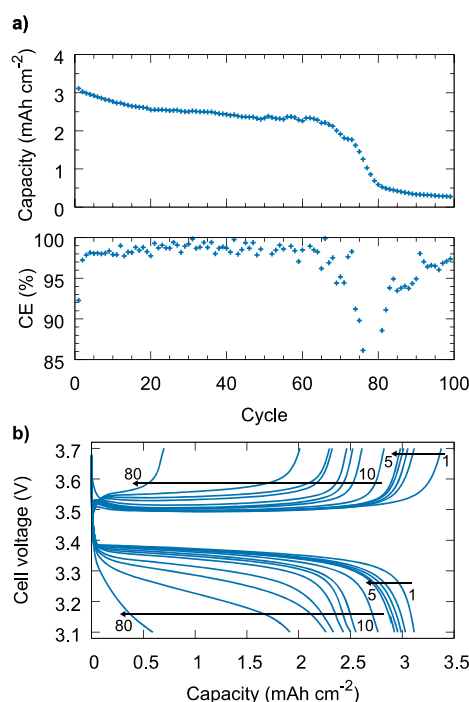 a)
4
3
2
1
0
Capacity (mAh cm⁻²)
100
95
90
85
CE (%)
0 20 40 60 80 100
Cycle
b)
3.7
3.6
3.5
3.4
3.3
3.2
3.1
Cell voltage (V)
80
10
5
1
5
1
80
10
0 0.5 1 1.5 2 2.5 3 3.5
Capacity (mAh cm⁻²)